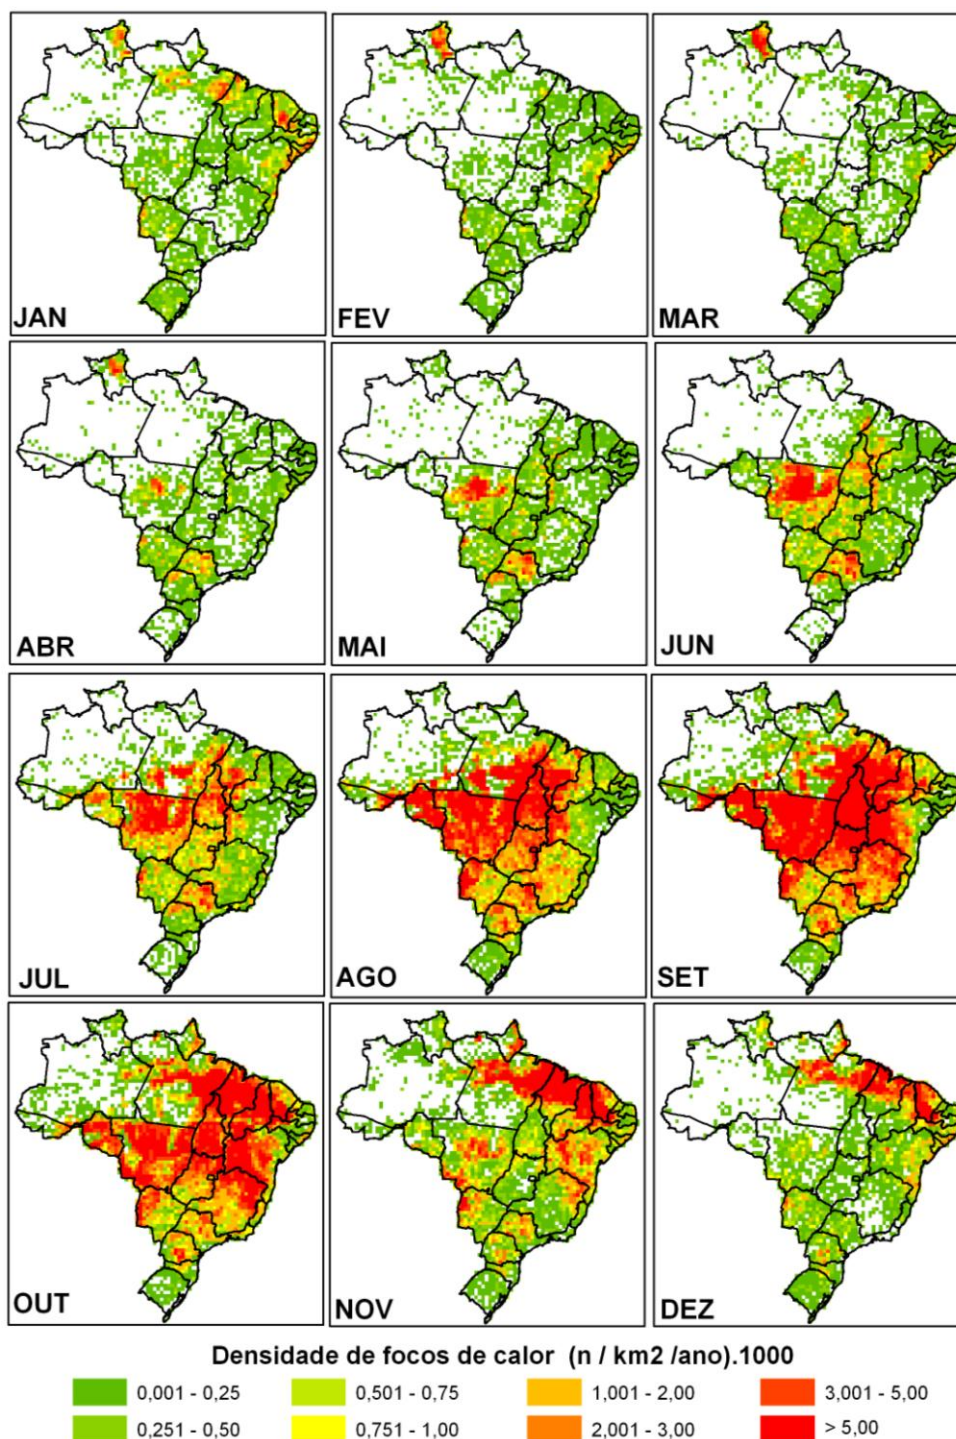 JAN
FEV
MAR
ABR
MAI
JUN
JUL
AGO
SET
OUT
NOV
DEZ
Densidade de focos de calor (n / km2 /ano).1000
0,001 - 0,25
0,501 - 0,75
1,001 - 2,00
3,001 - 5,00
0,251 - 0,50
0,751 - 1,00
2,001 - 3,00
> 5,00